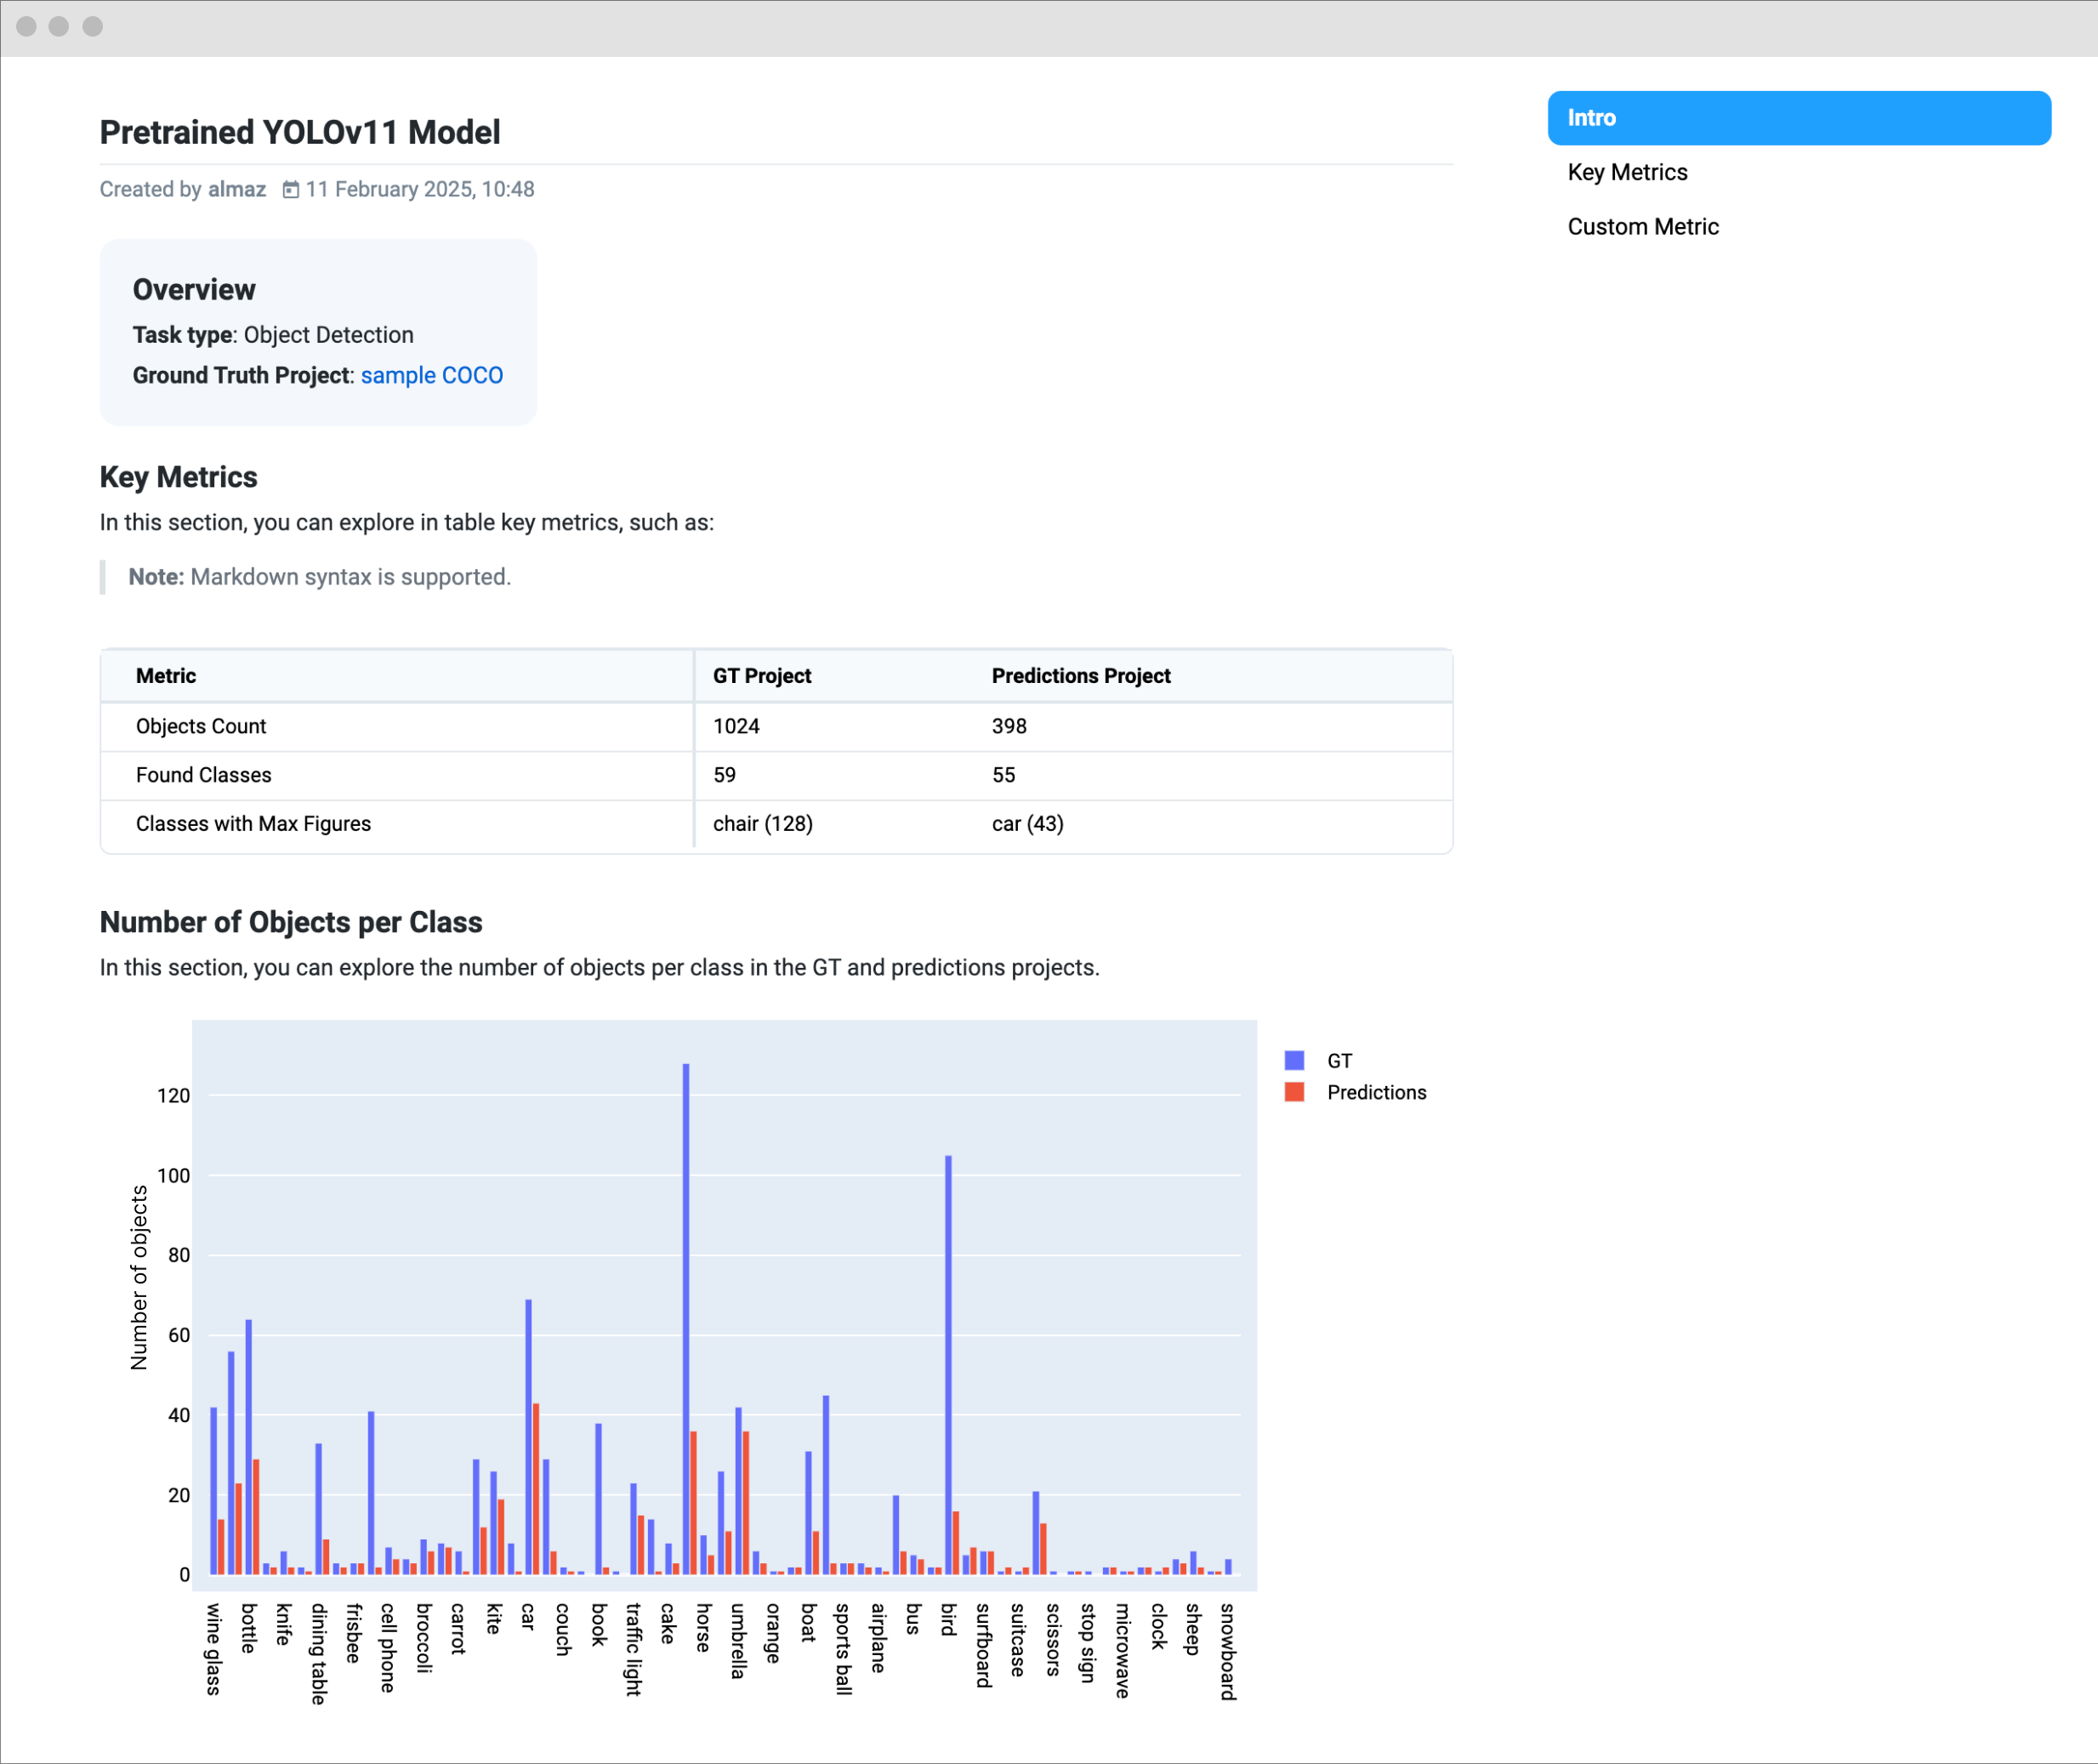 Pretrained YOLOv11 Model
Created by almaz 11 February 2025, 10:48
Overview
Task type: Object Detection
Ground Truth Project: sample COCO
Key Metrics
In this section, you can explore in table key metrics, such as:
Note: Markdown syntax is supported.
Metric GT Project Predictions Project
Objects Count 1024 398
Found Classes 59 55
Classes with Max Figures chair (128) car (43)
Number of Objects per Class
In this section, you can explore the number of objects per class in the GT and predictions projects.
Number of objects
120
100
80
60
40
20
0
wine glass
bottle
knife
dining table
frisbee
cell phone
broccoli
carrot
kite
car
couch
book
traffic light
cake
horse
umbrella
orange
boat
sports ball
airplane
bus
bird
surfboard
suitcase
scissors
stop sign
microwave
clock
sheep
snowboard
GT
Predictions
Intro
Key Metrics
Custom Metric